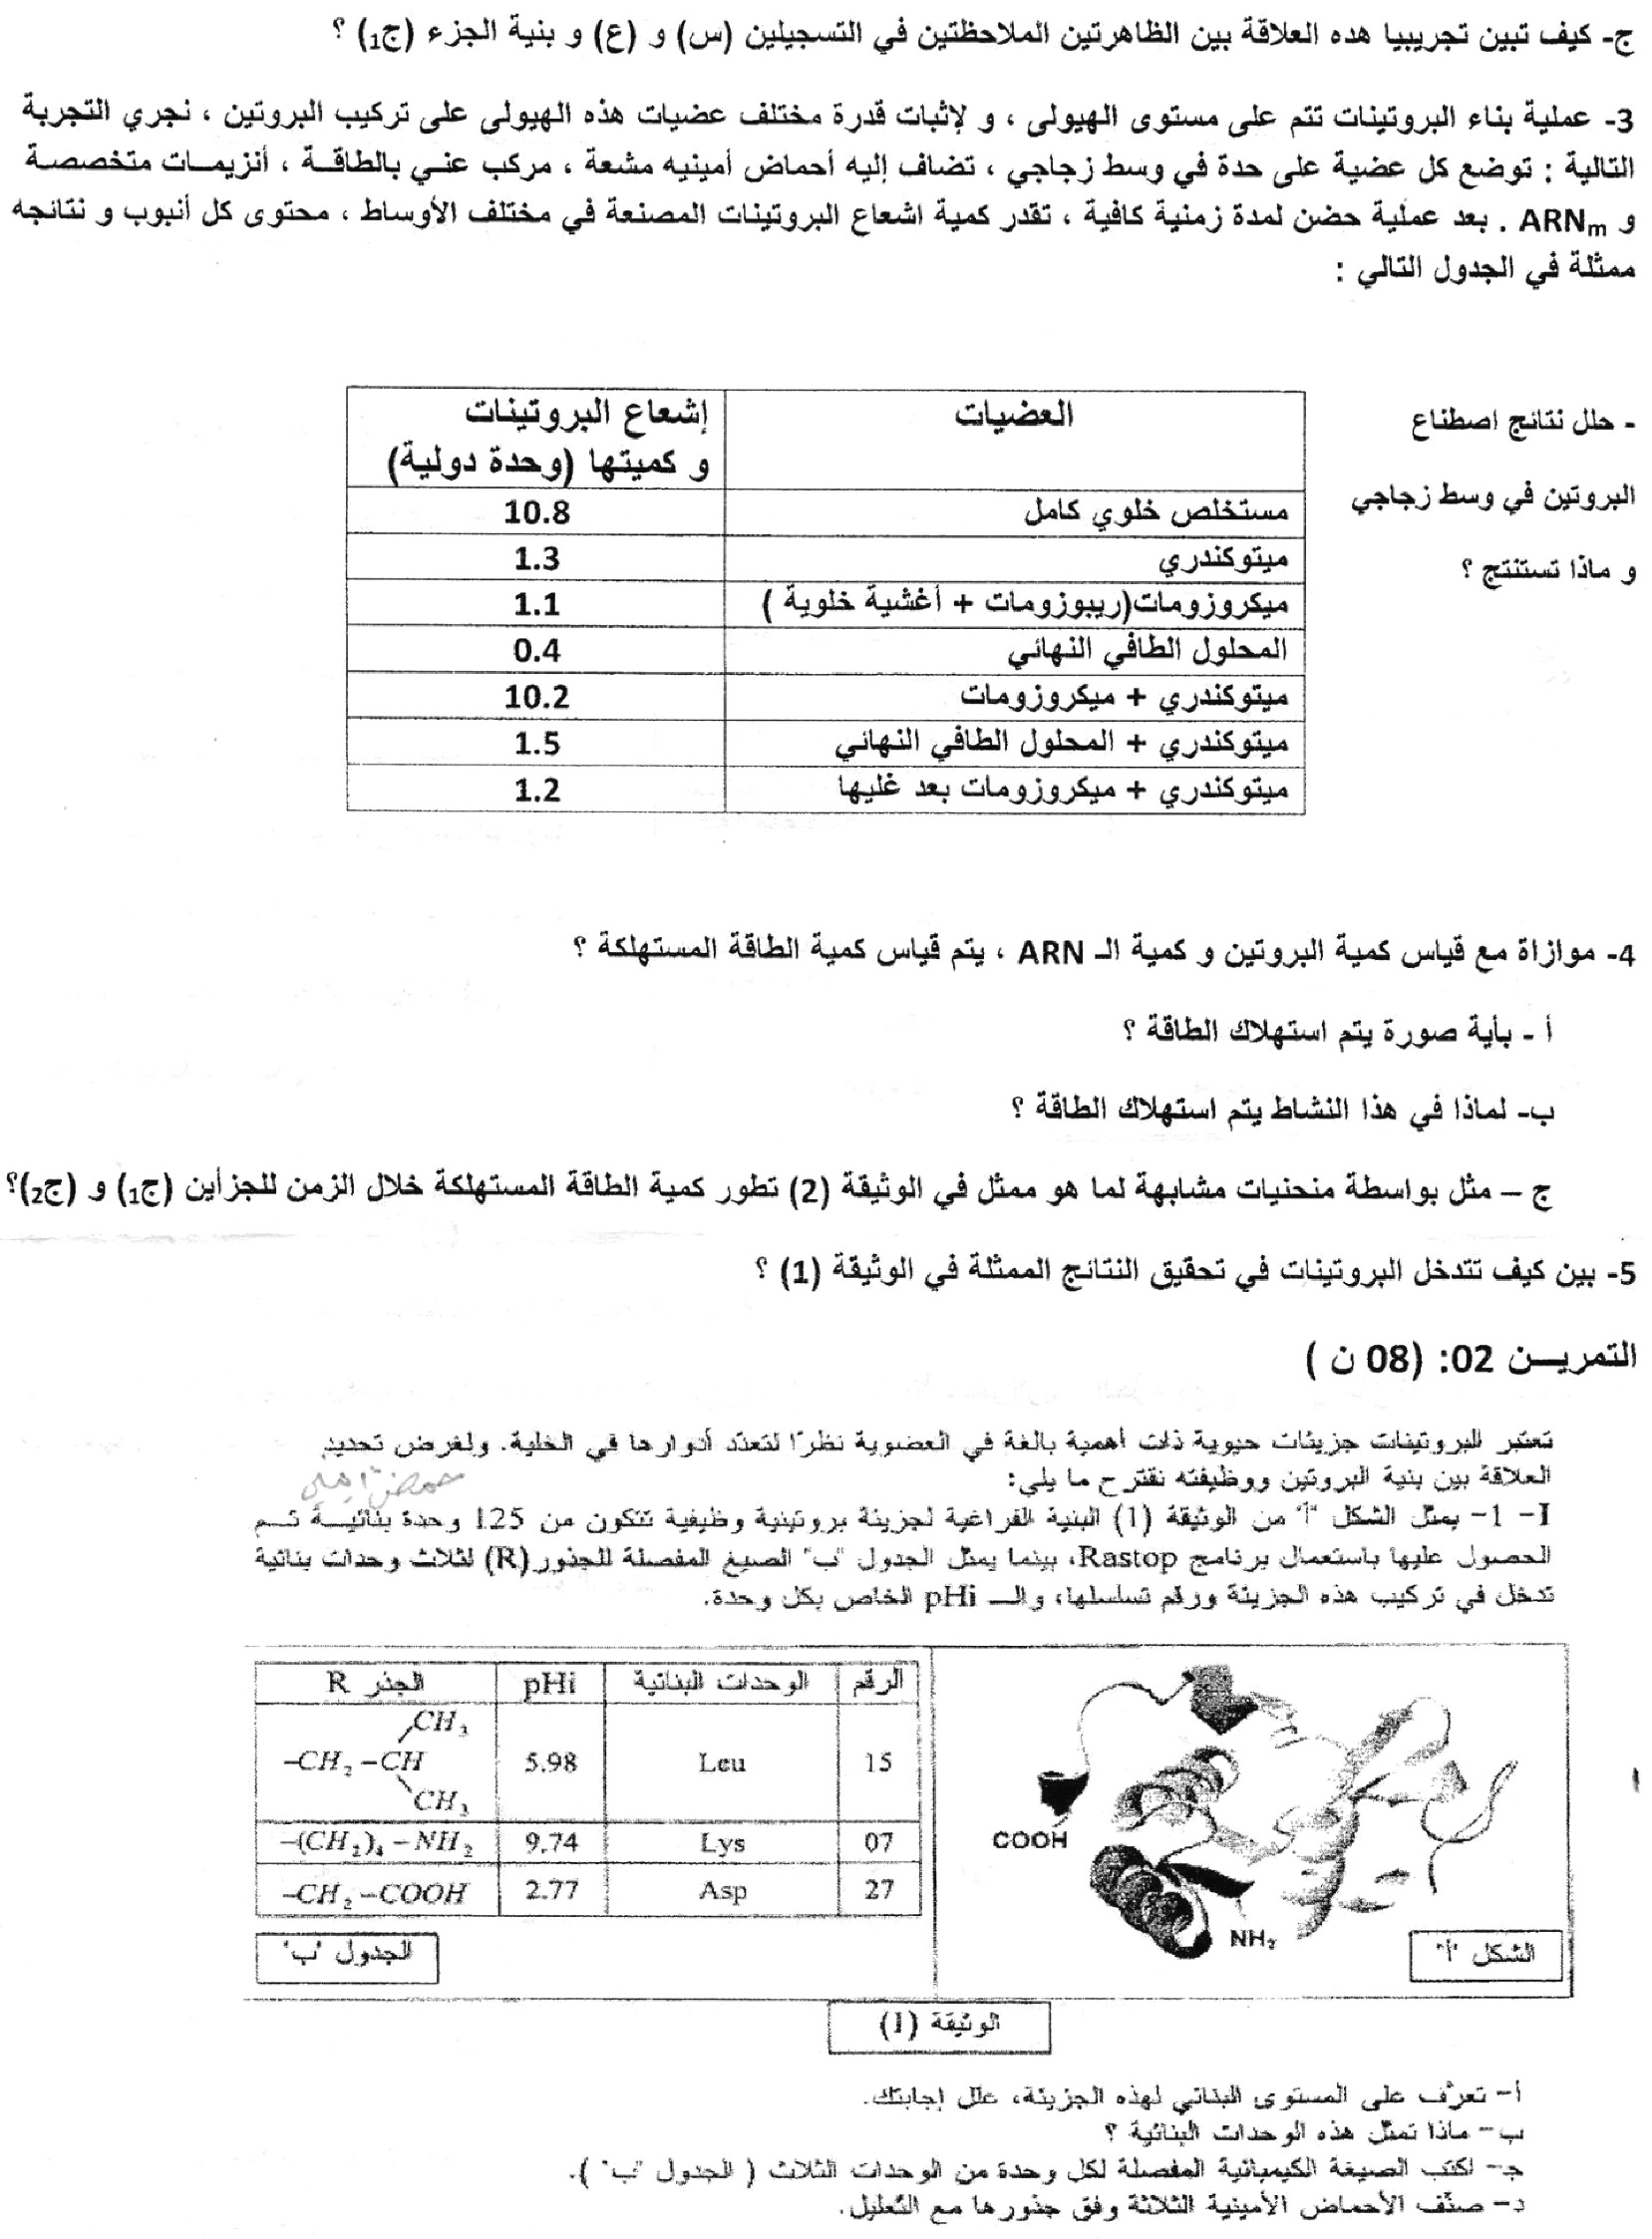 ج- كيف تبين تجريبيا هده العلاقة بين الظاهرتين الملاحظتين في التسجيلين (س) و (ع) و بنية الجزء (ج1) ؟
3- عملية بناء البروتينات تتم على مستوى الهيولى ، و لإثبات قدرة مختلف عضيات هذه الهيولى على تركيب البروتين ، نجري التجربة
التالية : توضع كل عضية على حدة في وسط زجاجي ، تضاف إليه أحماض أمينيه مشعة ، مركب عني بالطاقة ، أنزيمات متخصصة
و ARNm . بعد عملية حضن لمدة زمنية كافية ، تقدر كمية اشعاع البروتينات المصنعة في مختلف الأوساط ، محتوى كل أنبوب و نتائجه
ممثلة في الجدول التالي :
- حلل نتائج اصطناع
البروتين في وسط زجاجي
و ماذا تستنتج ؟
العضيات
إشعاع البروتينات
و كميتها (وحدة دولية)
مستخلص خلوي كامل 10.8
ميتوكندري 1.3
ميكروزومات(ريبوزومات + أغشية خلوية ) 1.1
المحلول الطافي النهائي 0.4
ميتوكندري + ميكروزومات 10.2
ميتوكندري + المحلول الطافي النهائي 1.5
ميتوكندري + ميكروزومات بعد غليها 1.2
4- موازاة مع قياس كمية البروتين و كمية الـ ARN ، يتم قياس كمية الطاقة المستهلكة ؟
أ - بأية صورة يتم استهلاك الطاقة ؟
ب- لماذا في هذا النشاط يتم استهلاك الطاقة ؟
ج – مثل بواسطة منحنيات مشابهة لما هو ممثل في الوثيقة (2) تطور كمية الطاقة المستهلكة خلال الزمن للجزأين (ج1) و (ج2)؟
5- بين كيف تتدخل البروتينات في تحقيق النتائج الممثلة في الوثيقة (1) ؟
التمريـــن 02: (08 ن )
تعتبر البروتينات جزيئات حيوية ذات أهمية بالغة في العضوية نظرًا لتعدّد أدوارها في الخلية. ولغرض تحديد
العلاقة بين بنية البروتين ووظيفته نقترح ما يلي:
I- 1- يمثل الشكل "أ" من الوثيقة (1) البنية الفراغية لجزيئة بروتينية وظيفية تتكون من 125 وحدة بنائية تم
الحصول عليها باستعمال برنامج Rastop، بينما يمثل الجدول "ب" الصيغ المفصلة للجذور (R) لثلاث وحدات بنائية
تدخل في تركيب هذه الجزيئة ورقم تسلسلها، والـ pHi الخاص بكل وحدة.
الرقم الوحدات البنائية pHi الجذر R
15 Leu 5.98 –CH2–CH CH3 CH3
07 Lys 9.74 –(CH2)4–NH2
27 Asp 2.77 –CH2–COOH
الجدول "ب"
COOH
NH2
الشكل "أ"
الوثيقة (1)
أ- تعرّف على المستوى البنائي لهذه الجزيئة، علل إجابتك.
ب- ماذا تمثل هذه الوحدات البنائية ؟
ج- اكتب الصيغة الكيميائية المفصلة لكل وحدة من الوحدات الثلاث ( الجدول "ب" ).
د- صنّف الأحماض الأمينية الثلاثة وفق جذورها مع التعليل.